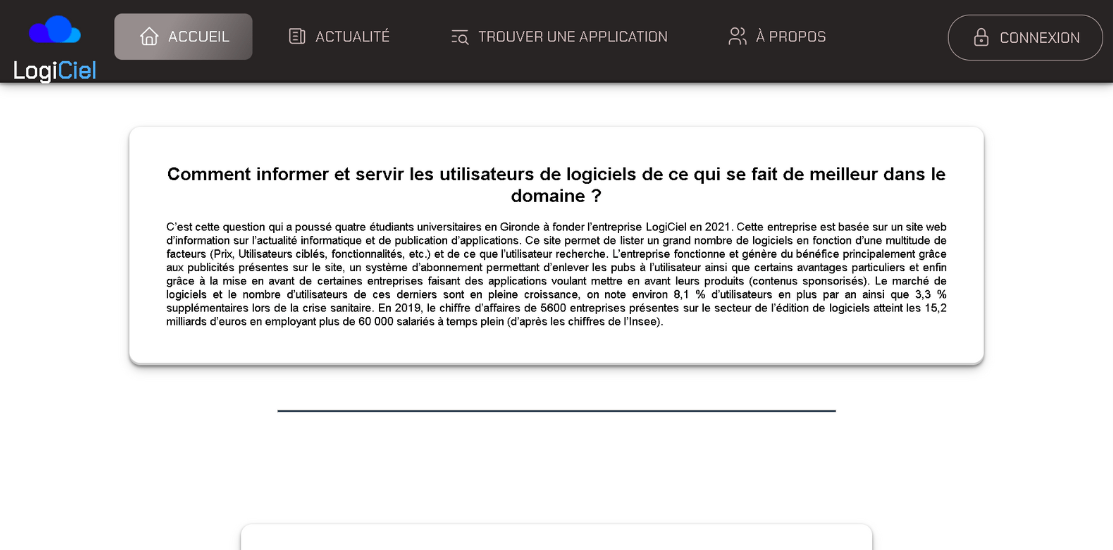 LogiCiel
ACCUEIL
ACTUALITÉ
TROUVER UNE APPLICATION
À PROPOS
CONNEXION
Comment informer et servir les utilisateurs de logiciels de ce qui se fait de meilleur dans le
domaine ?
C'est cette question qui a poussé quatre étudiants universitaires en Gironde à fonder l'entreprise LogiCiel en 2021. Cette entreprise est basée sur un site web
d'information sur l'actualité informatique et de publication d'applications. Ce site permet de lister un grand nombre de logiciels en fonction d'une multitude de
facteurs (Prix, Utilisateurs ciblés, fonctionnalités, etc.) et de ce que l'utilisateur recherche. L'entreprise fonctionne et génère du bénéfice principalement grâce
aux publicités présentes sur le site, un système d'abonnement permettant d'enlever les pubs à l'utilisateur ainsi que certains avantages particuliers et enfin
grâce à la mise en avant de certaines entreprises faisant des applications voulant mettre en avant leurs produits (contenus sponsorisés). Le marché de
logiciels et le nombre d'utilisateurs de ces derniers sont en pleine croissance, on note environ 8,1 % d'utilisateurs en plus par an ainsi que 3,3 %
supplémentaires lors de la crise sanitaire. En 2019, le chiffre d'affaires de 5600 entreprises présentes sur le secteur de l'édition de logiciels atteint les 15,2
milliards d'euros en employant plus de 60 000 salariés à temps plein (d'après les chiffres de l'Insee).